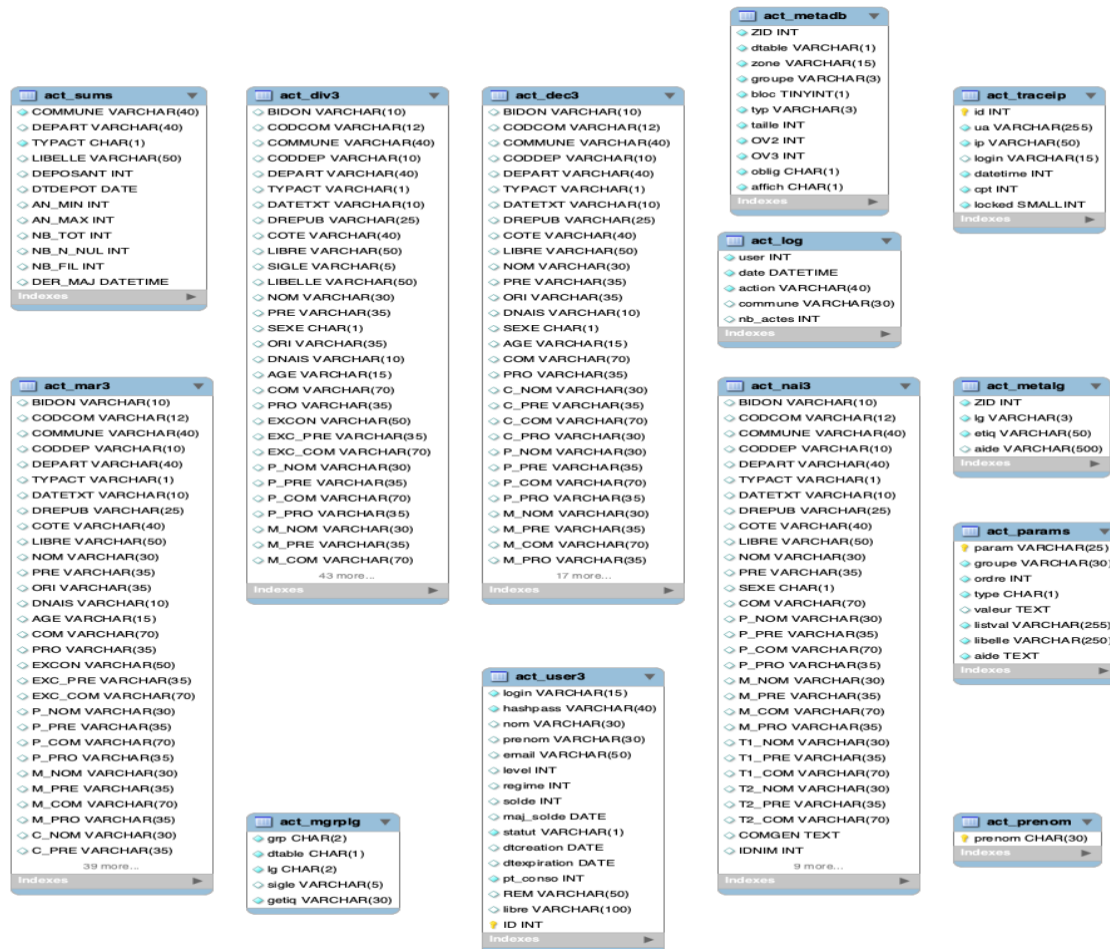 act_metadb
ZID INT
dtable VARCHAR(1)
zone VARCHAR(15)
groupe VARCHAR(3)
bloc TINYINT(1)
typ VARCHAR(3)
taille INT
OV2 INT
OV3 INT
oblig CHAR(1)
affich CHAR(1)
Indexes
act_sums
COMMUNE VARCHAR(40)
DEPART VARCHAR(40)
TYPACT CHAR(1)
LIBELLE VARCHAR(50)
DEPOSANT INT
DTDEPOT DATE
AN_MIN INT
AN_MAX INT
NB_TOT INT
NB_N_NUL INT
NB_FIL INT
DER_MAJ DATETIME
Indexes
act_div3
BIDON VARCHAR(10)
CODCOM VARCHAR(12)
COMMUNE VARCHAR(40)
CODDEP VARCHAR(10)
DEPART VARCHAR(40)
TYPACT VARCHAR(1)
DATETXT VARCHAR(10)
DREPUB VARCHAR(25)
COTE VARCHAR(40)
LIBRE VARCHAR(50)
SIGLE VARCHAR(5)
LIBELLE VARCHAR(50)
NOM VARCHAR(30)
PRE VARCHAR(35)
SEXE CHAR(1)
ORI VARCHAR(35)
DNAIS VARCHAR(10)
AGE VARCHAR(15)
COM VARCHAR(70)
PRO VARCHAR(35)
EXCON VARCHAR(50)
EXC_PRE VARCHAR(35)
EXC_COM VARCHAR(70)
P_NOM VARCHAR(30)
P_PRE VARCHAR(35)
P_COM VARCHAR(70)
P_PRO VARCHAR(35)
M_NOM VARCHAR(30)
M_PRE VARCHAR(35)
M_COM VARCHAR(70)
43 more...
Indexes
act_dec3
BIDON VARCHAR(10)
CODCOM VARCHAR(12)
COMMUNE VARCHAR(40)
CODDEP VARCHAR(10)
DEPART VARCHAR(40)
TYPACT VARCHAR(1)
DATETXT VARCHAR(10)
DREPUB VARCHAR(25)
COTE VARCHAR(40)
LIBRE VARCHAR(50)
NOM VARCHAR(30)
PRE VARCHAR(35)
ORI VARCHAR(35)
DNAIS VARCHAR(10)
SEXE CHAR(1)
AGE VARCHAR(15)
COM VARCHAR(70)
PRO VARCHAR(35)
C_NOM VARCHAR(30)
C_PRE VARCHAR(35)
C_COM VARCHAR(70)
C_PRO VARCHAR(30)
P_NOM VARCHAR(30)
P_PRE VARCHAR(35)
P_COM VARCHAR(70)
P_PRO VARCHAR(35)
M_NOM VARCHAR(30)
M_PRE VARCHAR(35)
M_COM VARCHAR(70)
M_PRO VARCHAR(35)
17 more...
Indexes
act_traceip
id INT
ua VARCHAR(255)
ip VARCHAR(50)
login VARCHAR(15)
datetime INT
cpt INT
locked SMALLINT
Indexes
act_log
user INT
date DATETIME
action VARCHAR(40)
commune VARCHAR(30)
nb_actes INT
Indexes
act_mar3
BIDON VARCHAR(10)
CODCOM VARCHAR(12)
COMMUNE VARCHAR(40)
CODDEP VARCHAR(10)
DEPART VARCHAR(40)
TYPACT VARCHAR(1)
DATETXT VARCHAR(10)
DREPUB VARCHAR(25)
COTE VARCHAR(40)
LIBRE VARCHAR(50)
NOM VARCHAR(30)
PRE VARCHAR(35)
ORI VARCHAR(35)
DNAIS VARCHAR(10)
AGE VARCHAR(15)
COM VARCHAR(70)
PRO VARCHAR(35)
EXCON VARCHAR(50)
EXC_PRE VARCHAR(35)
EXC_COM VARCHAR(70)
P_NOM VARCHAR(30)
P_PRE VARCHAR(35)
P_COM VARCHAR(70)
P_PRO VARCHAR(35)
M_NOM VARCHAR(30)
M_PRE VARCHAR(35)
M_COM VARCHAR(70)
M_PRO VARCHAR(35)
C_NOM VARCHAR(30)
C_PRE VARCHAR(35)
39 more...
Indexes
act_nai3
BIDON VARCHAR(10)
CODCOM VARCHAR(12)
COMMUNE VARCHAR(40)
CODDEP VARCHAR(10)
DEPART VARCHAR(40)
TYPACT VARCHAR(1)
DATETXT VARCHAR(10)
DREPUB VARCHAR(25)
COTE VARCHAR(40)
LIBRE VARCHAR(50)
NOM VARCHAR(30)
PRE VARCHAR(35)
SEXE CHAR(1)
COM VARCHAR(70)
P_NOM VARCHAR(30)
P_PRE VARCHAR(35)
P_COM VARCHAR(70)
P_PRO VARCHAR(35)
M_NOM VARCHAR(30)
M_PRE VARCHAR(35)
M_COM VARCHAR(70)
M_PRO VARCHAR(35)
T1_NOM VARCHAR(30)
T1_PRE VARCHAR(35)
T1_COM VARCHAR(70)
T2_NOM VARCHAR(30)
T2_PRE VARCHAR(35)
T2_COM VARCHAR(70)
COMGEN TEXT
IDNIM INT
9 more...
Indexes
act_metalg
ZID INT
lg VARCHAR(3)
etiq VARCHAR(50)
aide VARCHAR(500)
Indexes
act_params
param VARCHAR(25)
groupe VARCHAR(30)
ordre INT
type CHAR(1)
valeur TEXT
listval VARCHAR(255)
libelle VARCHAR(250)
aide TEXT
Indexes
act_user3
login VARCHAR(15)
hashpass VARCHAR(40)
nom VARCHAR(30)
prenom VARCHAR(30)
email VARCHAR(50)
level INT
regime INT
solde INT
maj_solde DATE
statut VARCHAR(1)
dtcreation DATE
dtexpiration DATE
pt_conso INT
REM VARCHAR(50)
libre VARCHAR(100)
ID INT
Indexes
act_mgrplg
grp CHAR(2)
dtable CHAR(1)
lg CHAR(2)
sigle VARCHAR(5)
getiq VARCHAR(30)
Indexes
act_prenom
prenom CHAR(30)
Indexes